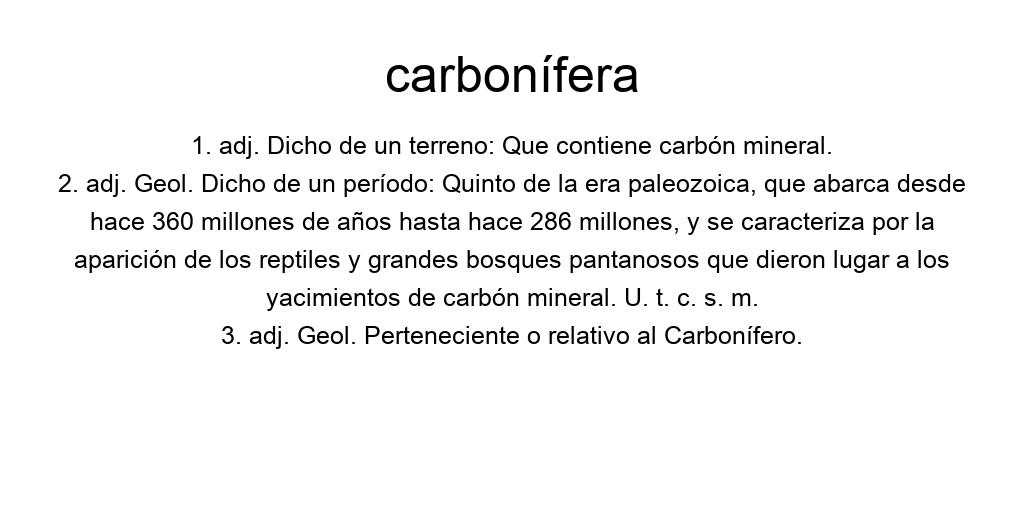 carbonífera
1. adj. Dicho de un terreno: Que contiene carbón mineral.
2. adj. Geol. Dicho de un período: Quinto de la era paleozoica, que abarca desde
hace 360 millones de años hasta hace 286 millones, y se caracteriza por la
aparición de los reptiles y grandes bosques pantanosos que dieron lugar a los
yacimientos de carbón mineral. U. t. c. s. m.
3. adj. Geol. Perteneciente o relativo al Carbonífero.